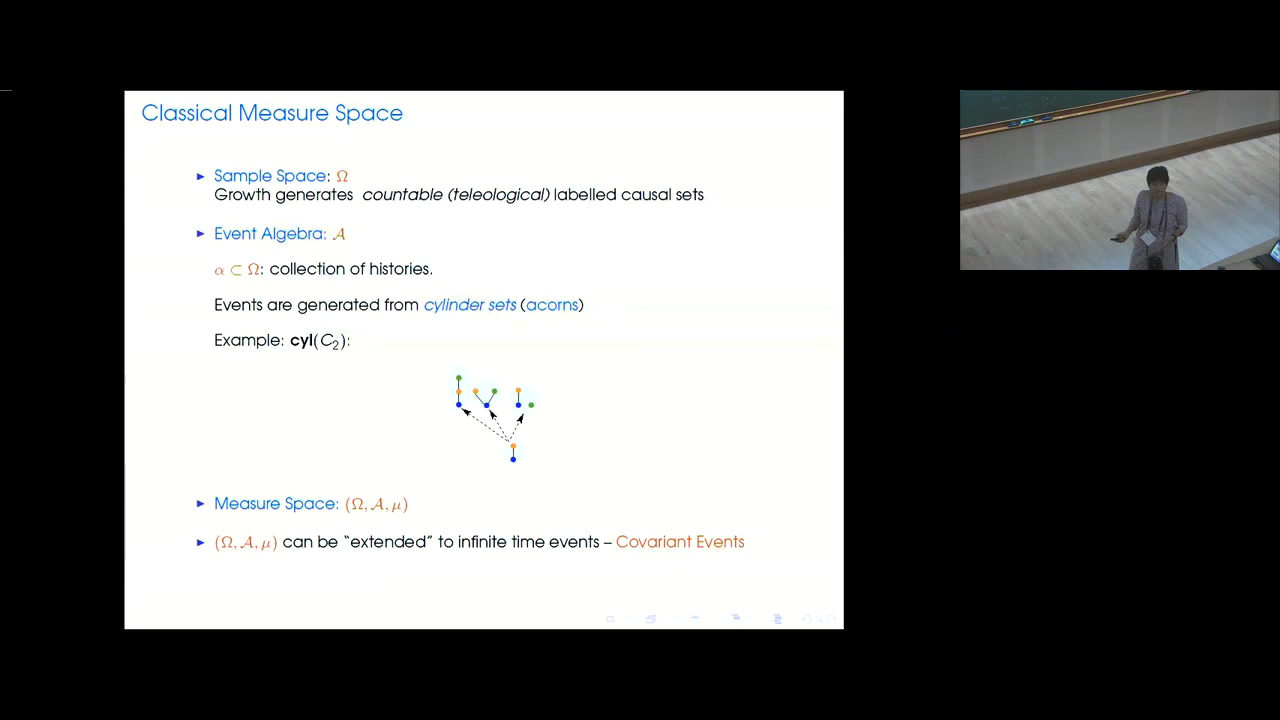 Classical Measure Space
► Sample Space: Ω
Growth generates countable (teleological) labelled causal sets
► Event Algebra: 𝒜
α ⊂ Ω: collection of histories.
Events are generated from cylinder sets (acorns)
Example: cyl(C₂):
► Measure Space: (Ω, 𝒜, μ)
► (Ω, 𝒜, μ) can be “extended” to infinite time events – Covariant Events